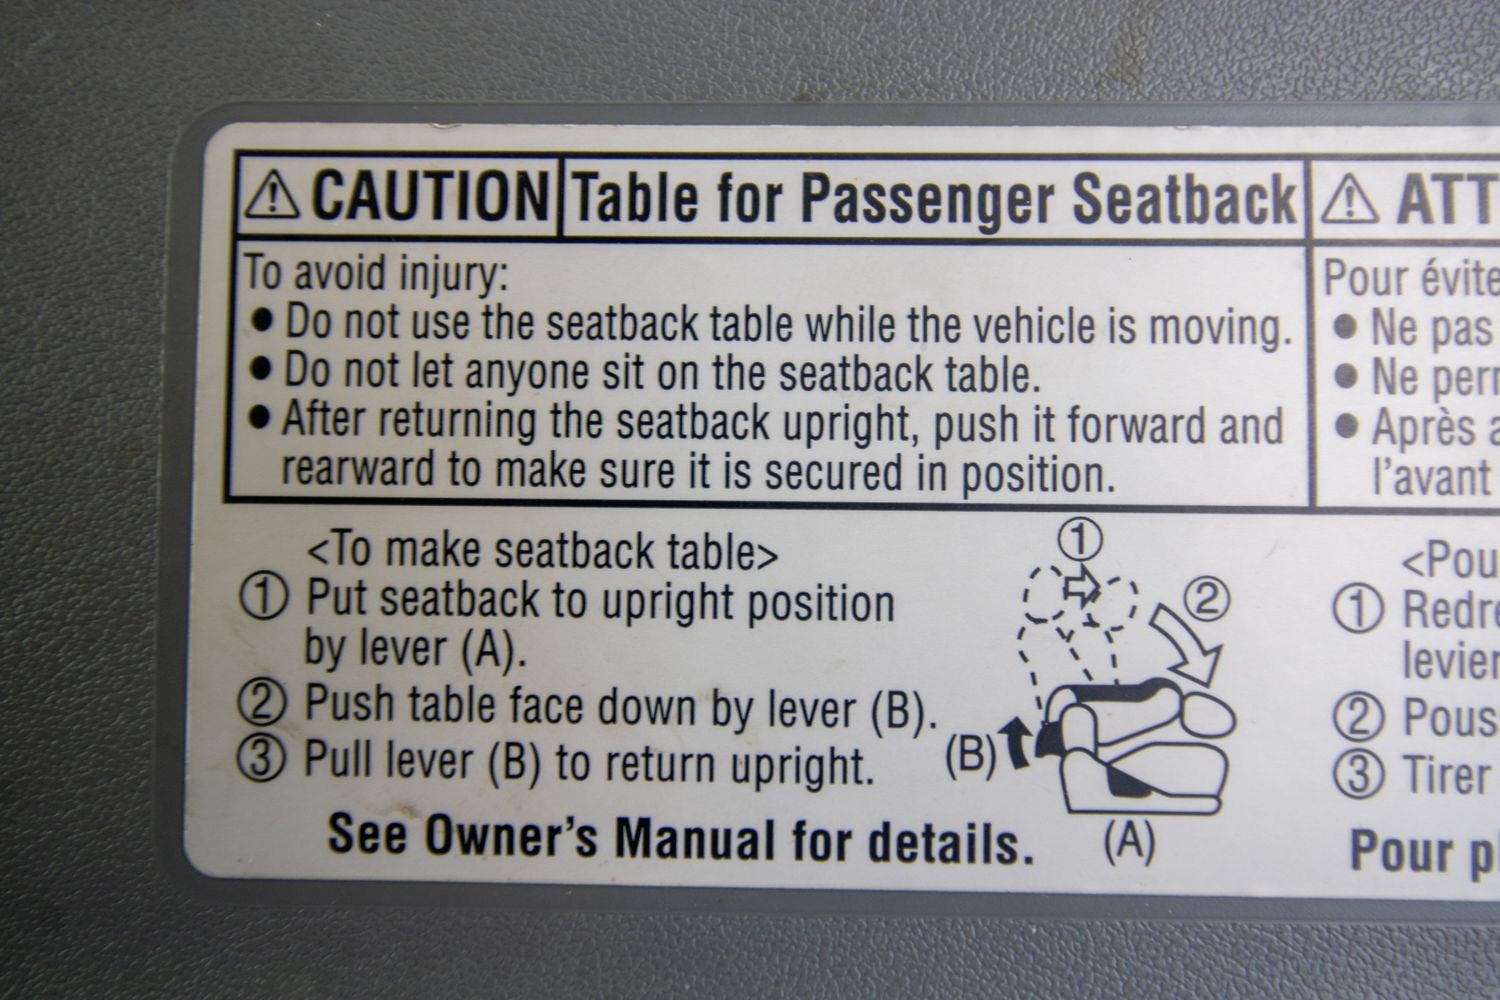 ⚠ CAUTION Table for Passenger Seatback
To avoid injury:
● Do not use the seatback table while the vehicle is moving.
● Do not let anyone sit on the seatback table.
● After returning the seatback upright, push it forward and
rearward to make sure it is secured in position.
<To make seatback table>
① Put seatback to upright position
by lever (A).
② Push table face down by lever (B).
③ Pull lever (B) to return upright.
See Owner's Manual for details.
①
②
(B)
(A)
⚠ ATT
Pour évite
● Ne pas
● Ne perm
● Après a
l'avant
<Pou
① Redre
levier
② Pous
③ Tirer
Pour pl